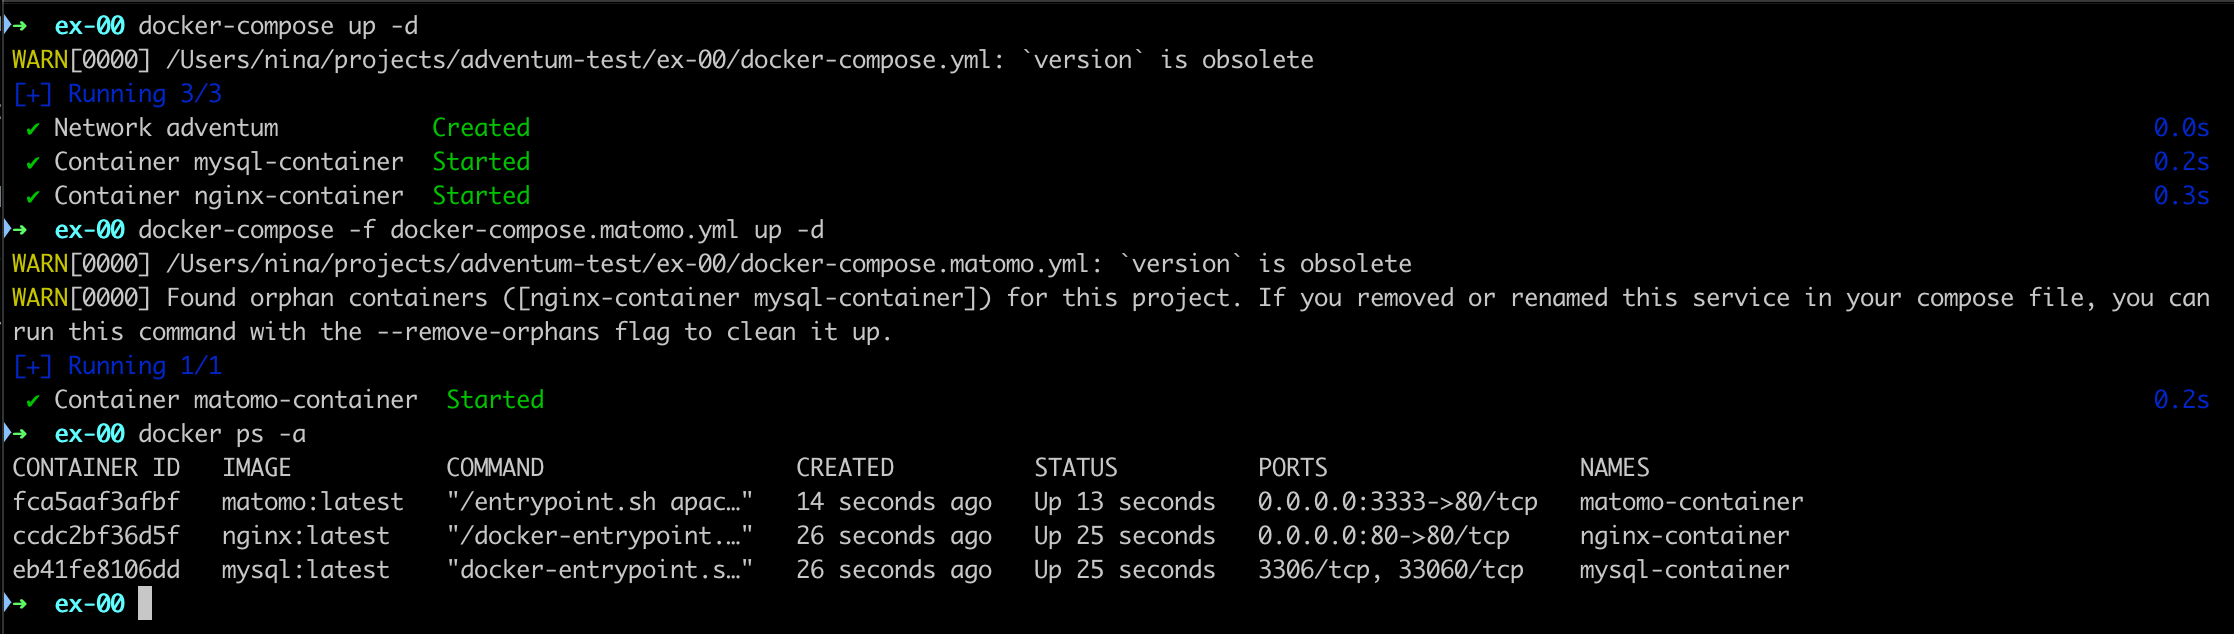 ➜  ex-00 docker-compose up -d
WARN[0000] /Users/nina/projects/adventum-test/ex-00/docker-compose.yml: `version` is obsolete
[+] Running 3/3
 ✔ Network adventum           Created                                                                                                                    0.0s
 ✔ Container mysql-container  Started                                                                                                                    0.2s
 ✔ Container nginx-container  Started                                                                                                                    0.3s
➜  ex-00 docker-compose -f docker-compose.matomo.yml up -d
WARN[0000] /Users/nina/projects/adventum-test/ex-00/docker-compose.matomo.yml: `version` is obsolete
WARN[0000] Found orphan containers ([nginx-container mysql-container]) for this project. If you removed or renamed this service in your compose file, you can
run this command with the --remove-orphans flag to clean it up.
[+] Running 1/1
 ✔ Container matomo-container  Started                                                                                                                   0.2s
➜  ex-00 docker ps -a
CONTAINER ID   IMAGE           COMMAND                  CREATED          STATUS          PORTS                  NAMES
fca5aaf3afbf   matomo:latest   "/entrypoint.sh apac…"   14 seconds ago   Up 13 seconds   0.0.0.0:3333->80/tcp   matomo-container
ccdc2bf36d5f   nginx:latest    "/docker-entrypoint.…"   26 seconds ago   Up 25 seconds   0.0.0.0:80->80/tcp     nginx-container
eb41fe8106dd   mysql:latest    "docker-entrypoint.s…"   26 seconds ago   Up 25 seconds   3306/tcp, 33060/tcp    mysql-container
➜  ex-00